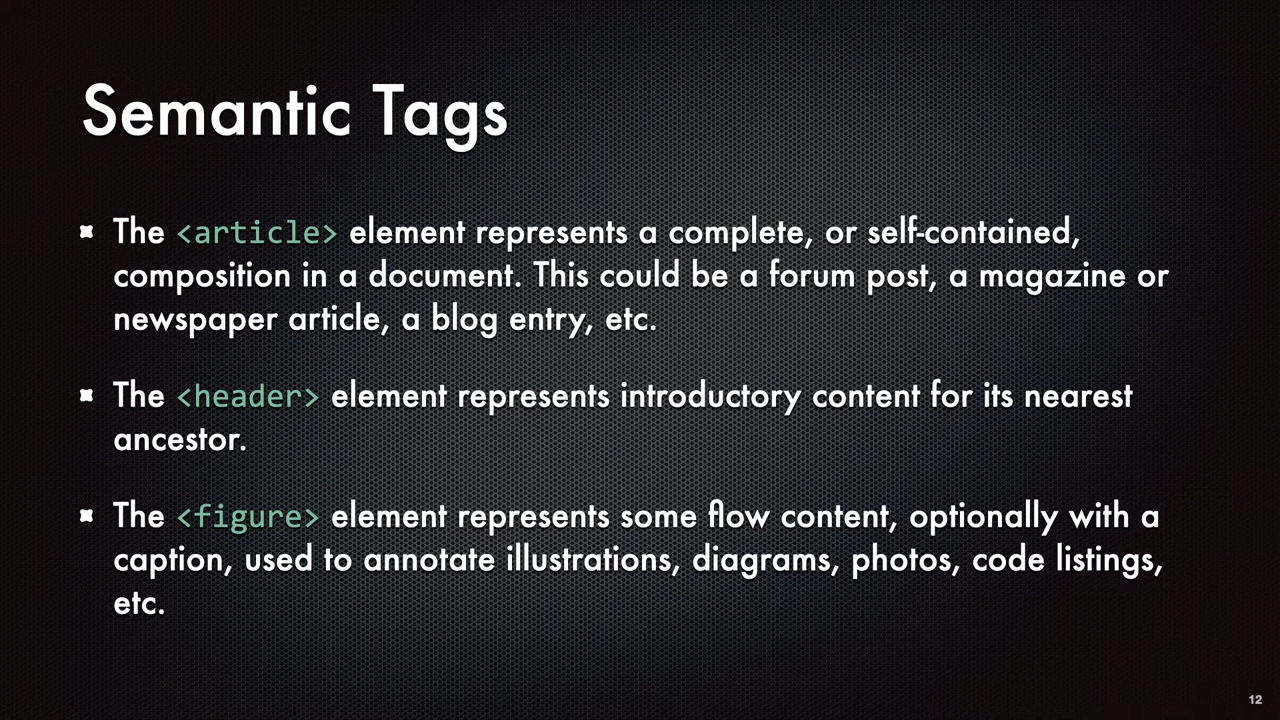 Semantic Tags
The <article> element represents a complete, or self-contained,
composition in a document. This could be a forum post, a magazine or
newspaper article, a blog entry, etc.
The <header> element represents introductory content for its nearest
ancestor.
The <figure> element represents some flow content, optionally with a
caption, used to annotate illustrations, diagrams, photos, code listings,
etc.
12